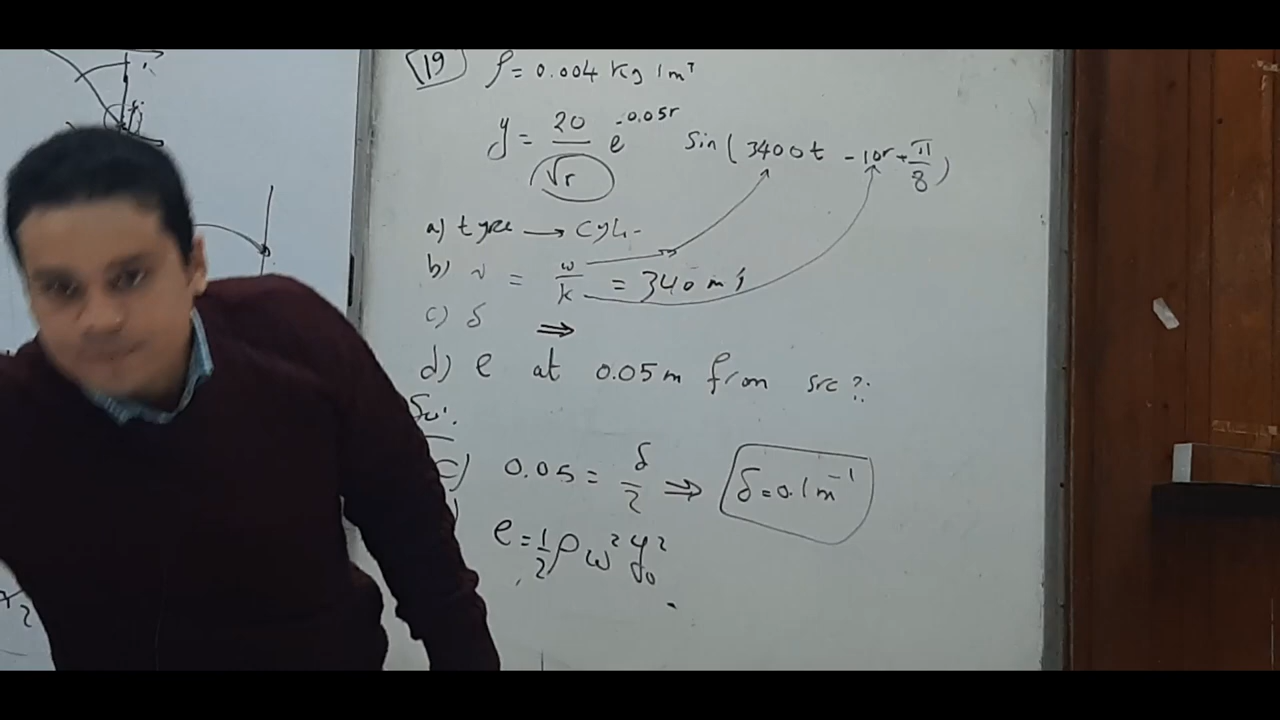 19 ρ = 0.004 kg/m³
y = 20/√r e^-0.05r sin(3400t - 10r + π/8)
a) type → Cyl.
b) v = ω/k = 340 m/s
c) δ ⇒
d) e at 0.05m from src ?:
Sol:
c) 0.05 = δ/2 ⇒ δ = 0.1 m⁻¹
e = 1/2 ρ ω² y₀²